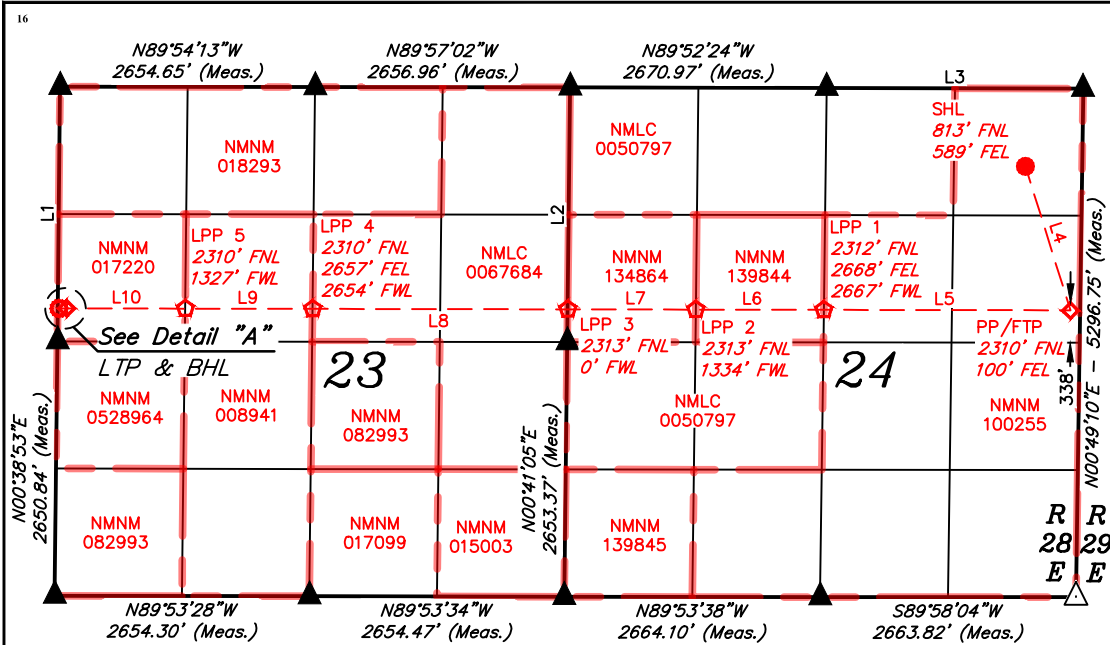 16
N89°54'13"W
2654.65' (Meas.)
N89°57'02"W
2656.96' (Meas.)
N89°52'24"W
2670.97' (Meas.)
L3
SHL
813' FNL
589' FEL
NMNM
018293
NMLC
0050797
L1
L2
L4
N00°49'10"E - 5296.75' (Meas.)
NMNM
017220
LPP 5
2310' FNL
1327' FWL
LPP 4
2310' FNL
2657' FEL
2654' FWL
NMLC
0067684
NMNM
134864
NMNM
139844
LPP 1
2312' FNL
2668' FEL
2667' FWL
L10
L9
L8
L7
L6
L5
See Detail "A"
LTP & BHL
LPP 3
2313' FNL
0' FWL
LPP 2
2313' FNL
1334' FWL
PP/FTP
2310' FNL
100' FEL
338'
23
24
NMNM
0528964
NMNM
008941
NMNM
082993
NMLC
0050797
NMNM
100255
N00°38'53"E
2650.84' (Meas.)
N00°41'05"E
2653.37' (Meas.)
NMNM
082993
NMNM
017099
NMNM
015003
NMNM
139845
R R
28 29
E E
N89°53'28"W
2654.30' (Meas.)
N89°53'34"W
2654.47' (Meas.)
N89°53'38"W
2664.10' (Meas.)
S89°58'04"W
2663.82' (Meas.)